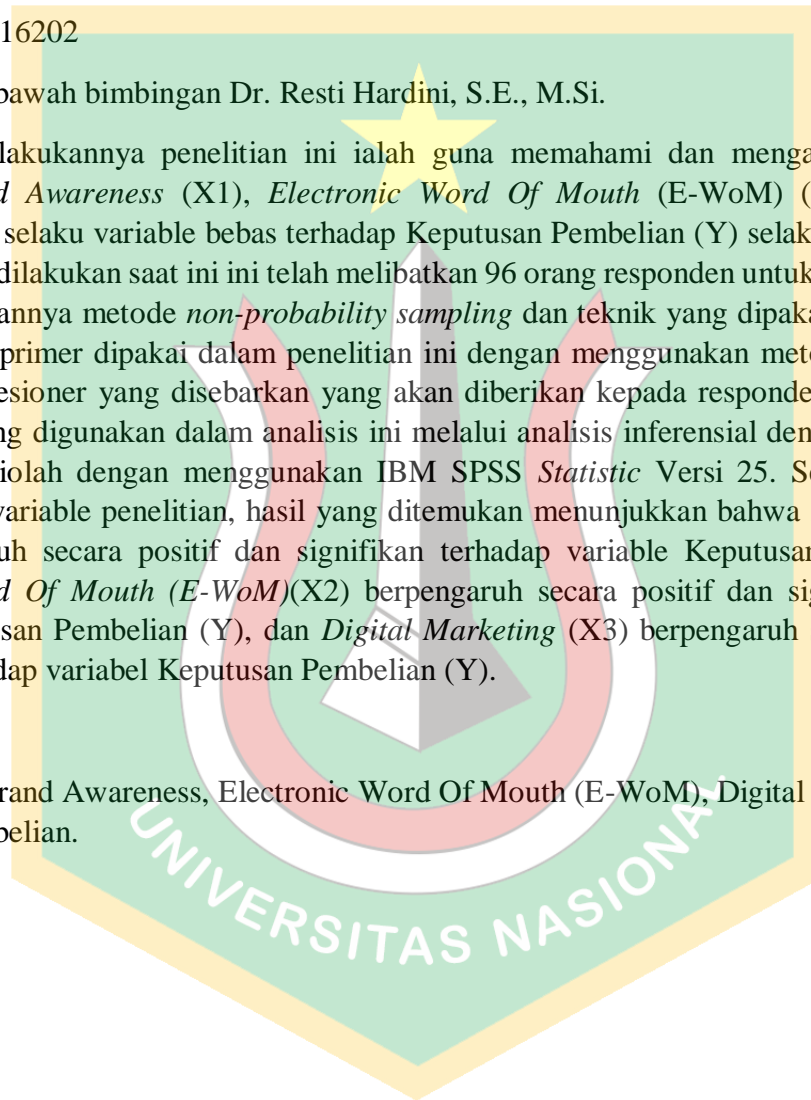 16202
bawah bimbingan Dr. Resti Hardini, S.E., M.Si.
lakukannya penelitian ini ialah guna memahami dan menga
d Awareness (X1), Electronic Word Of Mouth (E-WoM) (
selaku variable bebas terhadap Keputusan Pembelian (Y) selak
dilakukan saat ini ini telah melibatkan 96 orang responden untuk
annya metode non-probability sampling dan teknik yang dipaka
primer dipakai dalam penelitian ini dengan menggunakan meto
esioner yang disebarkan yang akan diberikan kepada responde
ng digunakan dalam analisis ini melalui analisis inferensial den
iolah dengan menggunakan IBM SPSS Statistic Versi 25. Se
variable penelitian, hasil yang ditemukan menunjukkan bahwa
uh secara positif dan signifikan terhadap variable Keputusan
d Of Mouth (E-WoM)(X2) berpengaruh secara positif dan sig
san Pembelian (Y), dan Digital Marketing (X3) berpengaruh
dap variabel Keputusan Pembelian (Y).
rand Awareness, Electronic Word Of Mouth (E-WoM), Digital
belian.
UNIVERSITAS NASIONAL